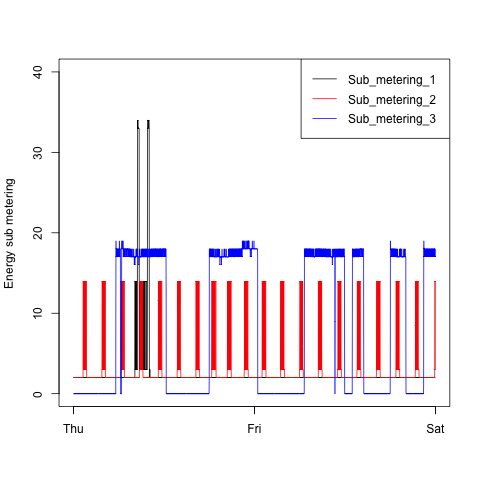 Sub_metering_1
Sub_metering_2
Sub_metering_3
Energy sub metering
40
30
20
10
0
Thu Fri Sat